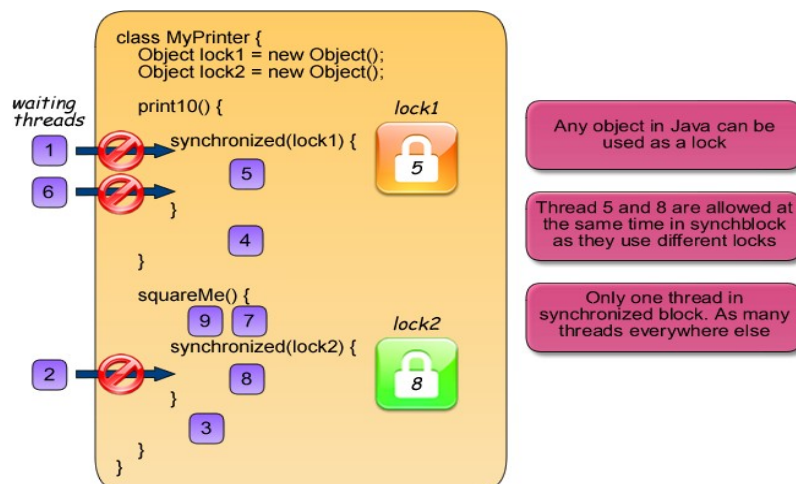 class MyPrinter {
Object lock1 = new Object();
Object lock2 = new Object();
waiting
threads
print10() {
lock1
1
synchronized(lock1) {
5
5
6
}
4
}
squareMe() {
9 7
lock2
synchronized(lock2) {
2
8
8
}
3
}
}
Any object in Java can be
used as a lock
Thread 5 and 8 are allowed at
the same time in synchblock
as they use different locks
Only one thread in
synchronized block. As many
threads everywhere else